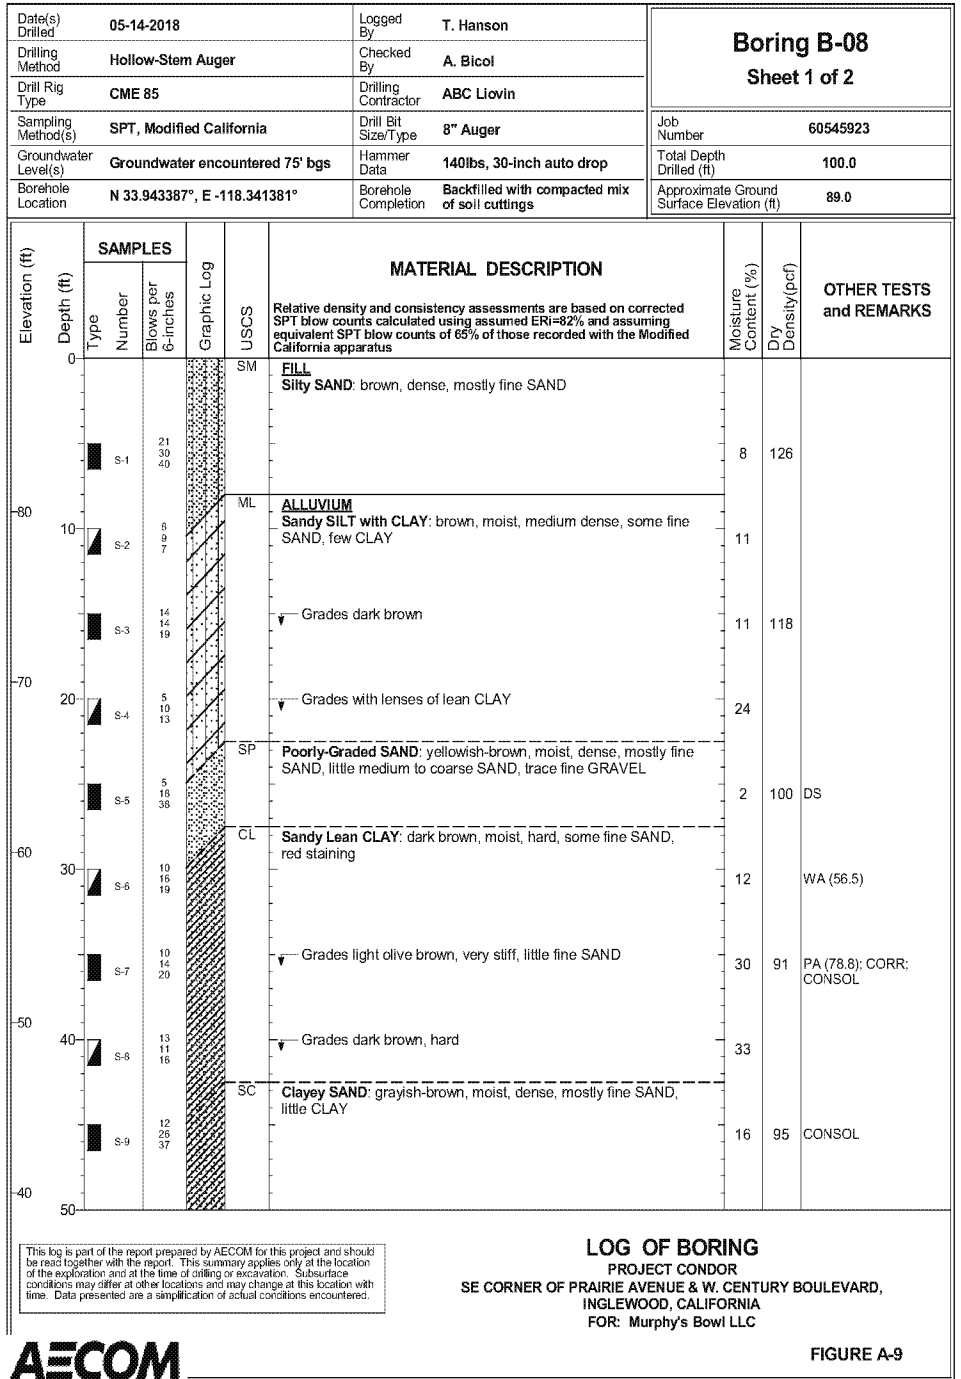 Date(s) Drilled 05-14-2018 Logged By T. Hanson
Drilling Method Hollow-Stem Auger Checked By A. Bicol
Drill Rig Type CME 85 Drilling Contractor ABC Liovin
Sampling Method(s) SPT, Modified California Drill Bit Size/Type 8" Auger
Groundwater Level(s) Groundwater encountered 75' bgs Hammer Data 140lbs, 30-inch auto drop
Borehole Location N 33.943387°, E -118.341381° Borehole Completion Backfilled with compacted mix of soil cuttings
Boring B-08
Sheet 1 of 2
Job Number 60545923
Total Depth Drilled (ft) 100.0
Approximate Ground Surface Elevation (ft) 89.0
Elevation (ft)
Depth (ft)
SAMPLES
Type
Number
Blows per 6-inches
Graphic Log
USCS
MATERIAL DESCRIPTION
Relative density and consistency assessments are based on corrected
SPT blow counts calculated using assumed ERi=82% and assuming
equivalent SPT blow counts of 65% of those recorded with the Modified
California apparatus
Moisture Content (%)
Dry Density(pcf)
OTHER TESTS
and REMARKS
0
SM FILL
Silty SAND: brown, dense, mostly fine SAND
S-1 21 30 40 8 126
ML ALLUVIUM
80
Sandy SILT with CLAY: brown, moist, medium dense, some fine
SAND, few CLAY
10 S-2 8 9 7 11
S-3 14 14 19 Grades dark brown 11 118
70
20 S-4 5 10 13 Grades with lenses of lean CLAY 24
SP Poorly-Graded SAND: yellowish-brown, moist, dense, mostly fine
SAND, little medium to coarse SAND, trace fine GRAVEL
S-5 5 18 38 2 100 DS
CL Sandy Lean CLAY: dark brown, moist, hard, some fine SAND,
red staining
60
30 S-6 10 16 19 12 WA (56.5)
S-7 10 14 20 Grades light olive brown, very stiff, little fine SAND 30 91 PA (78.8); CORR;
CONSOL
50
40 S-8 13 11 16 Grades dark brown, hard 33
SC Clayey SAND: grayish-brown, moist, dense, mostly fine SAND,
little CLAY
S-9 12 26 37 16 95 CONSOL
40
50
This log is part of the report prepared by AECOM for this project and should
be read together with the report. This summary applies only at the location
of the exploration and at the time of drilling or excavation. Subsurface
conditions may differ at other locations and may change at this location with
time. Data presented are a simplification of actual conditions encountered.
LOG OF BORING
PROJECT CONDOR
SE CORNER OF PRAIRIE AVENUE & W. CENTURY BOULEVARD,
INGLEWOOD, CALIFORNIA
FOR: Murphy's Bowl LLC
AECOM
FIGURE A-9